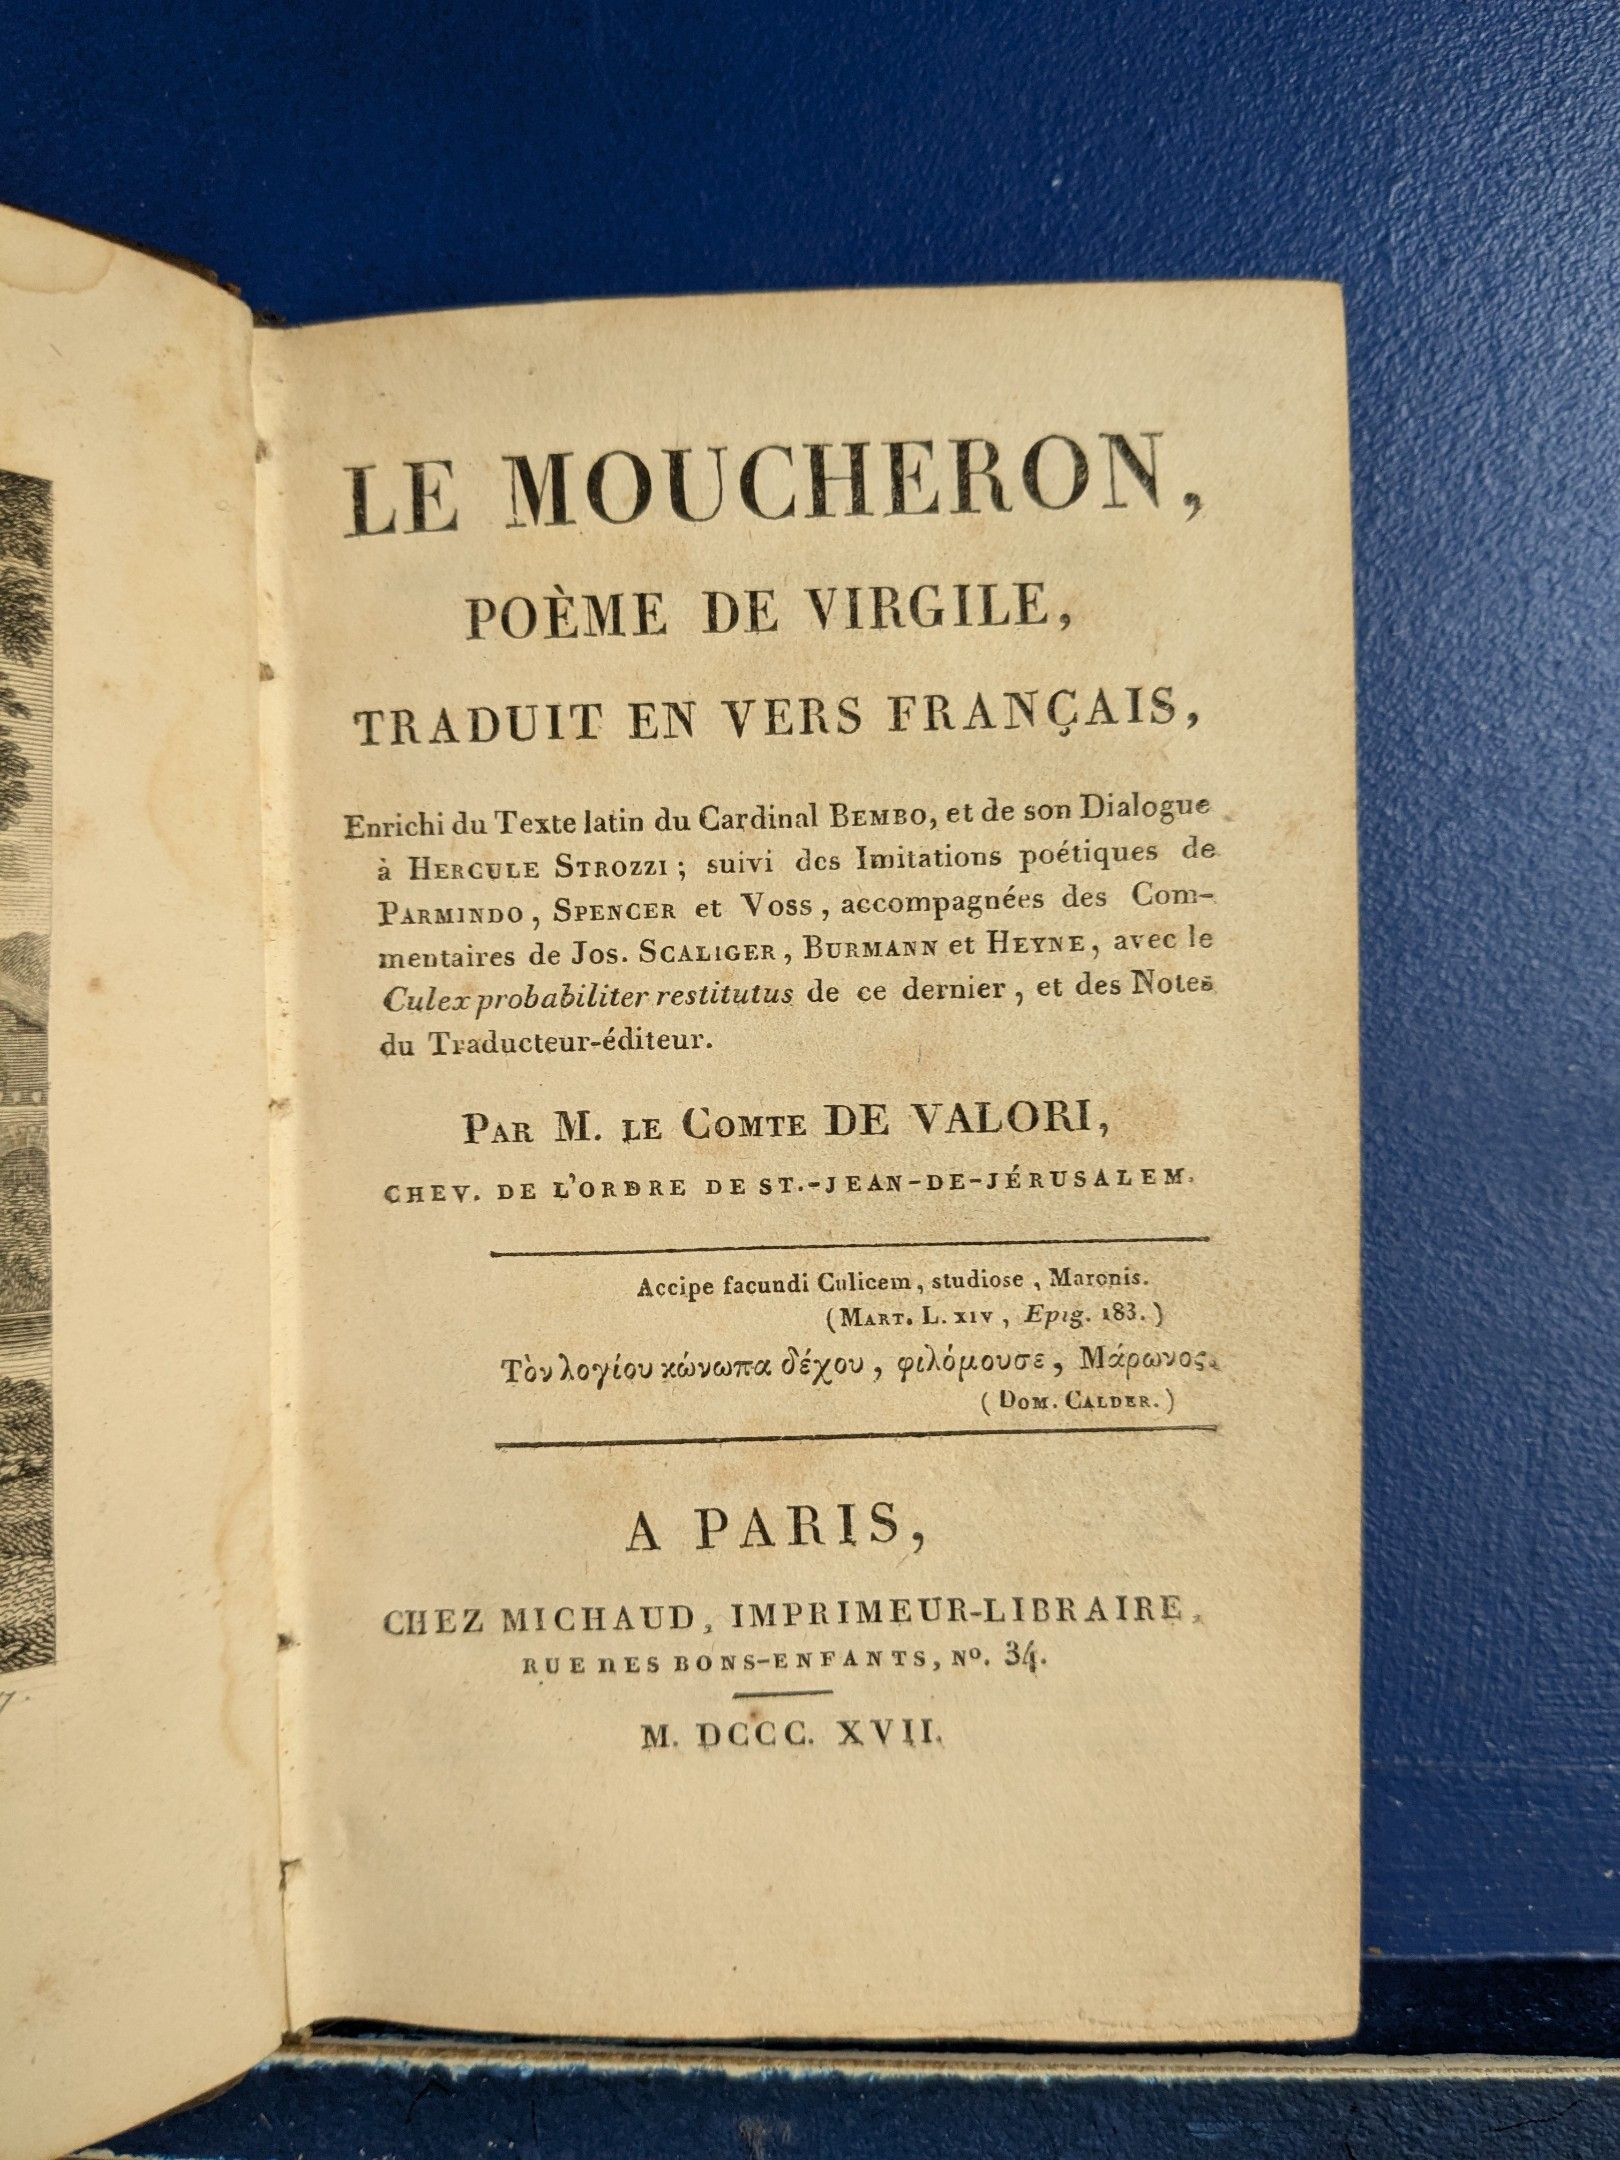 LE MOUCHERON,
POÈME DE VIRGILE,
TRADUIT EN VERS FRANÇAIS,
Enrichi du Texte latin du Cardinal BEMBO, et de son Dialogue
à HERCULE STROZZI ; suivi des Imitations poétiques de
PARMINDO, SPENCER et VOSS, accompagnées des Com-
mentaires de Jos. SCALIGER, BURMANN et HEYNE, avec le
Culex probabiliter restitutus de ce dernier, et des Notes
du Traducteur-éditeur.
PAR M. LE COMTE DE VALORI,
CHEV. DE L'ORDRE DE ST.-JEAN-DE-JÉRUSALEM.
Accipe facundi Culicem, studiose, Maronis.
(MART. L. XIV, Epig. 183.)
Τὸν λογίου κώνωπα δέχου, φιλόμουσε, Μάρωνος.
(DOM. CALDER.)
A PARIS,
CHEZ MICHAUD, IMPRIMEUR-LIBRAIRE,
RUE DES BONS-ENFANTS, Nº. 34.
M. DCCC. XVII.